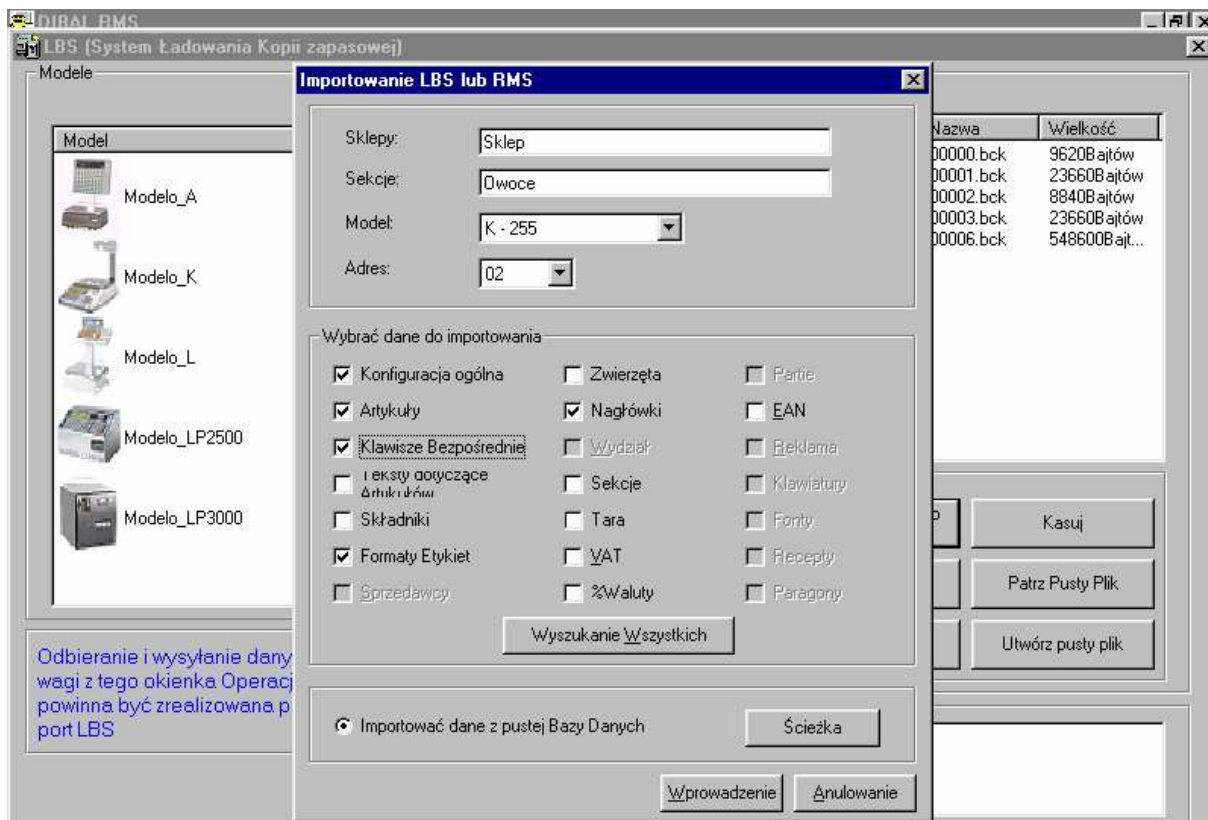 DIBAL RMS
LBS (System Ładowania Kopii zapasowej)
Modele
Model
Modelo_A
Modelo_K
Modelo_L
Modelo_LP2500
Modelo_LP3000
Odbieranie i wysyłanie dany
wagi z tego okienka Operacj
powinna być zrealizowana p
port LBS
Importowanie LBS lub RMS
Sklepy: Sklep
Sekcje: Owoce
Model: K - 255
Adres: 02
Wybrać dane do importowania
Konfiguracja ogólna Zwierzęta Partie
Artykuły Nagłówki EAN
Klawisze Bezpośrednie Wydział Reklama
Teksty dotyczące
Artykułów Sekcje Klawiatury
Składniki Tara Fonty
Formaty Etykiet VAT Recepty
Sprzedawcy %Waluty Paragony
Wyszukanie Wszystkich
Importować dane z pustej Bazy Danych Ścieżka
Wprowadzenie Anulowanie
Nazwa Wielkość
00000.bck 9620Bajtów
00001.bck 23660Bajtów
00002.bck 8840Bajtów
00003.bck 23660Bajtów
00006.bck 548600Bajt...
Kasuj
Patrz Pusty Plik
Utwórz pusty plik